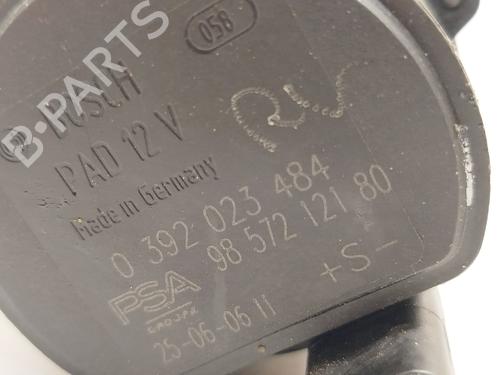 B-PARTS
058
BOSCH
PAD 12 V
Made in Germany
0 392 023 484
98 572 121 80
PSA
+S-
25-06-06 11